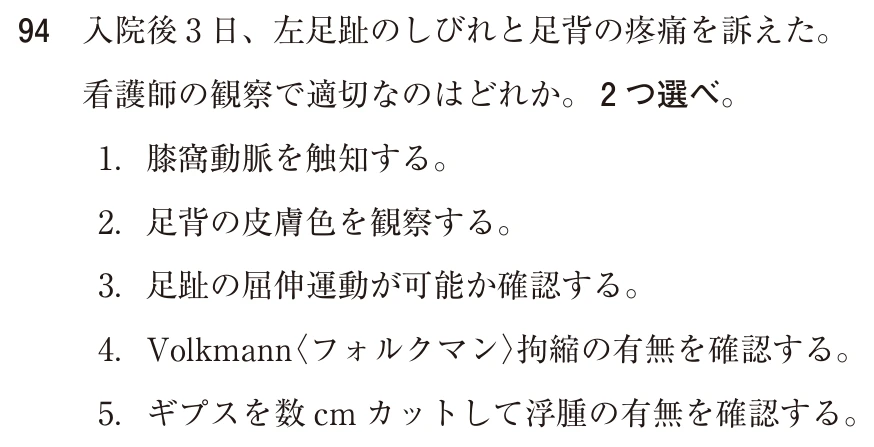 94 入院後3日、左足趾のしびれと足背の疼痛を訴えた。
看護師の観察で適切なのはどれか。2つ選べ。
1. 膝窩動脈を触知する。
2. 足背の皮膚色を観察する。
3. 足趾の屈伸運動が可能か確認する。
4. Volkmann〈フォルクマン〉拘縮の有無を確認する。
5. ギプスを数cmカットして浮腫の有無を確認する。